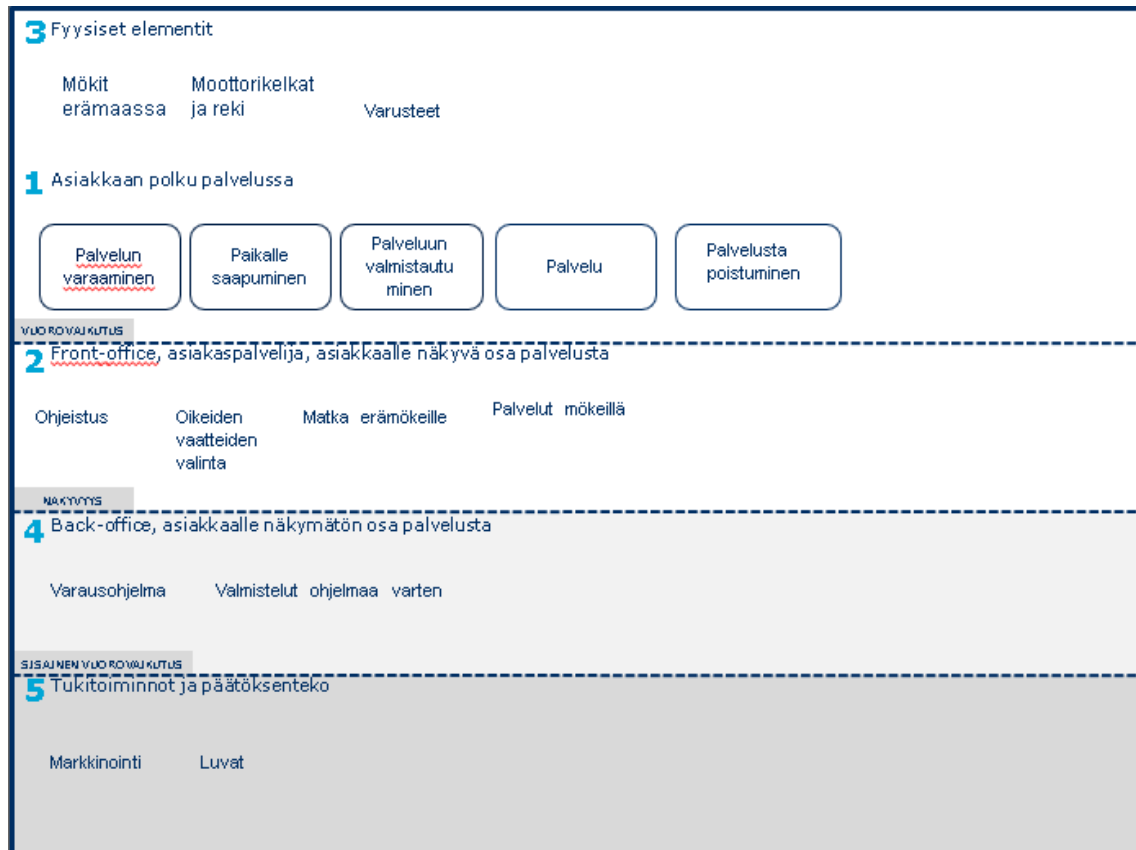 3 Fyysiset elementit
Mökit
erämaassa
Moottorikelkat
ja reki
Varusteet
1 Asiakkaan polku palvelussa
Palvelun
varaaminen
Paikalle
saapuminen
Palveluun
valmistautu
minen
Palvelu
Palvelusta
poistuminen
VUOROVAIKUTUS
2 Front-office, asiakaspalvelija, asiakkaalle näkyvä osa palvelusta
Ohjeistus
Oikeiden
vaatteiden
valinta
Matka erämökeille
Palvelut mökeillä
NÄKYVYYS
4 Back-office, asiakkaalle näkymätön osa palvelusta
Varausohjelma
Valmistelut ohjelmaa varten
SISÄINEN VUOROVAIKUTUS
5 Tukitoiminnot ja päätöksenteko
Markkinointi
Luvat